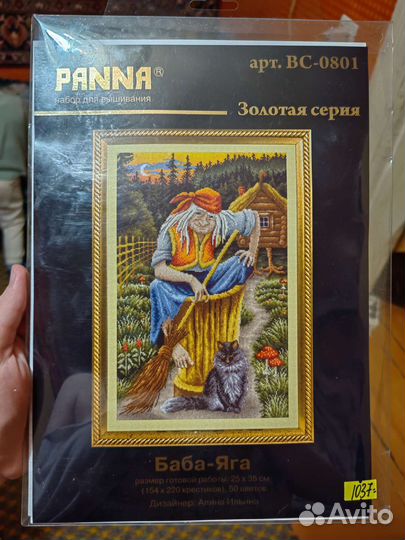 PANNA®
набор для вышивания
арт. ВС-0801
Золотая серия
Баба-Яга
размер готовой работы: 25 x 36 см
(154 x 220 крестиков), 50 цветов
Дизайнер: Алина Ильина
1037-
Avito